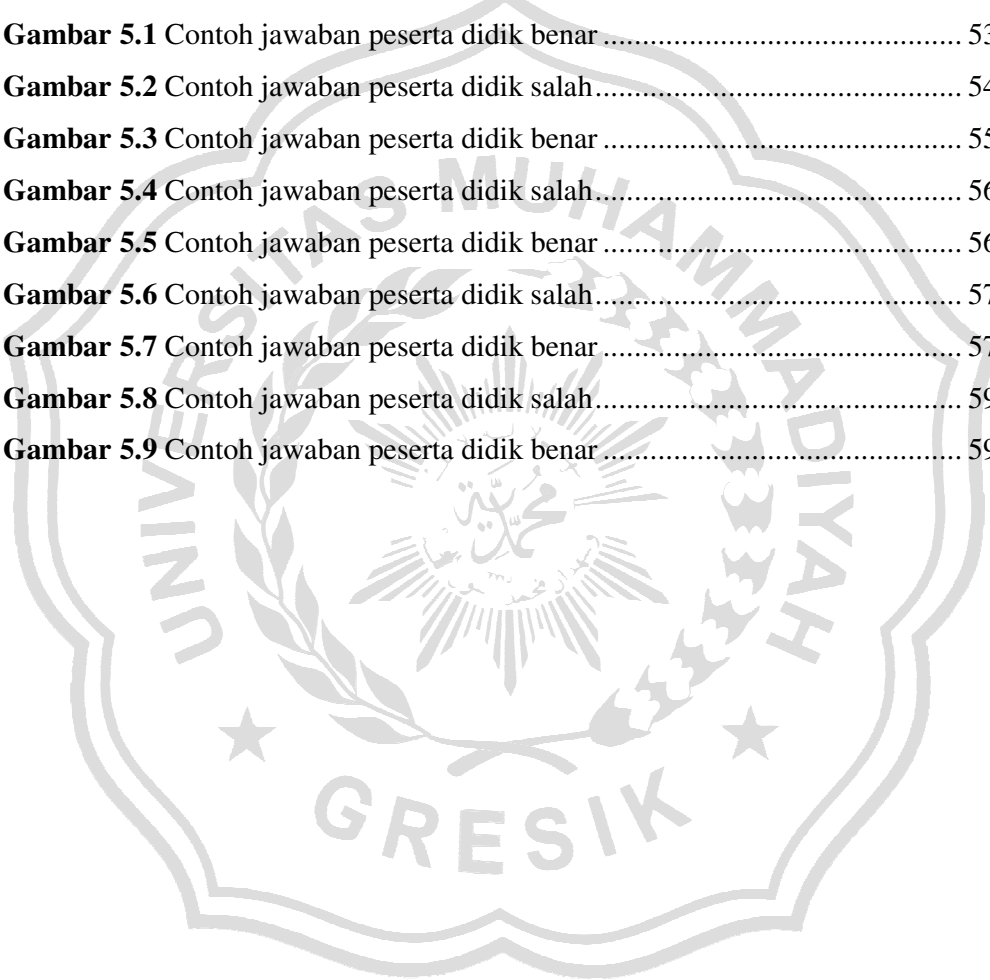 Gambar 5.1 Contoh jawaban peserta didik benar ................................................ 53
Gambar 5.2 Contoh jawaban peserta didik salah................................................. 54
Gambar 5.3 Contoh jawaban peserta didik benar ................................................ 55
Gambar 5.4 Contoh jawaban peserta didik salah................................................. 56
Gambar 5.5 Contoh jawaban peserta didik benar ................................................ 56
Gambar 5.6 Contoh jawaban peserta didik salah................................................. 57
Gambar 5.7 Contoh jawaban peserta didik benar ................................................ 57
Gambar 5.8 Contoh jawaban peserta didik salah................................................. 59
Gambar 5.9 Contoh jawaban peserta didik benar ................................................ 59
UNIVERSITAS MUHAMMADIYAH
محمدية
GRESIK